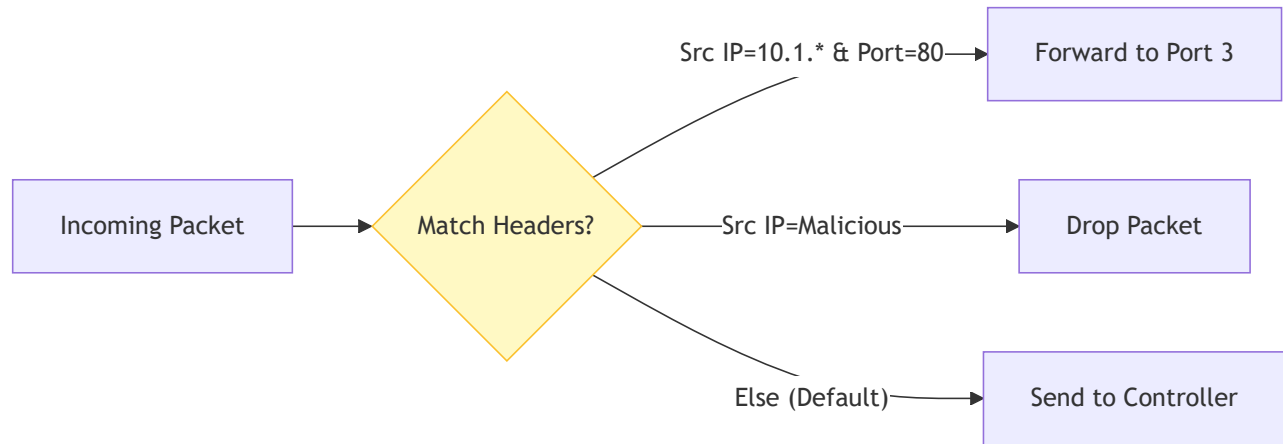 Src IP=10.1.* & Port=80
Forward to Port 3
Incoming Packet
Match Headers?
Src IP=Malicious
Drop Packet
Else (Default)
Send to Controller